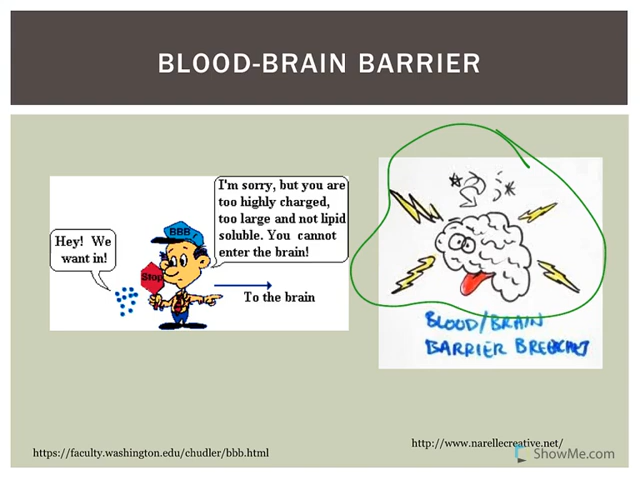 BLOOD-BRAIN BARRIER
Hey! We
want in!
I'm sorry, but you are
too highly charged,
too large and not lipid
soluble. You cannot
enter the brain!
BBB
Stop
To the brain
BLOOD/BRAIN
BARRIER
https://faculty.washington.edu/chudler/bbb.html
http://www.narellecreative.net/
ShowMe.com